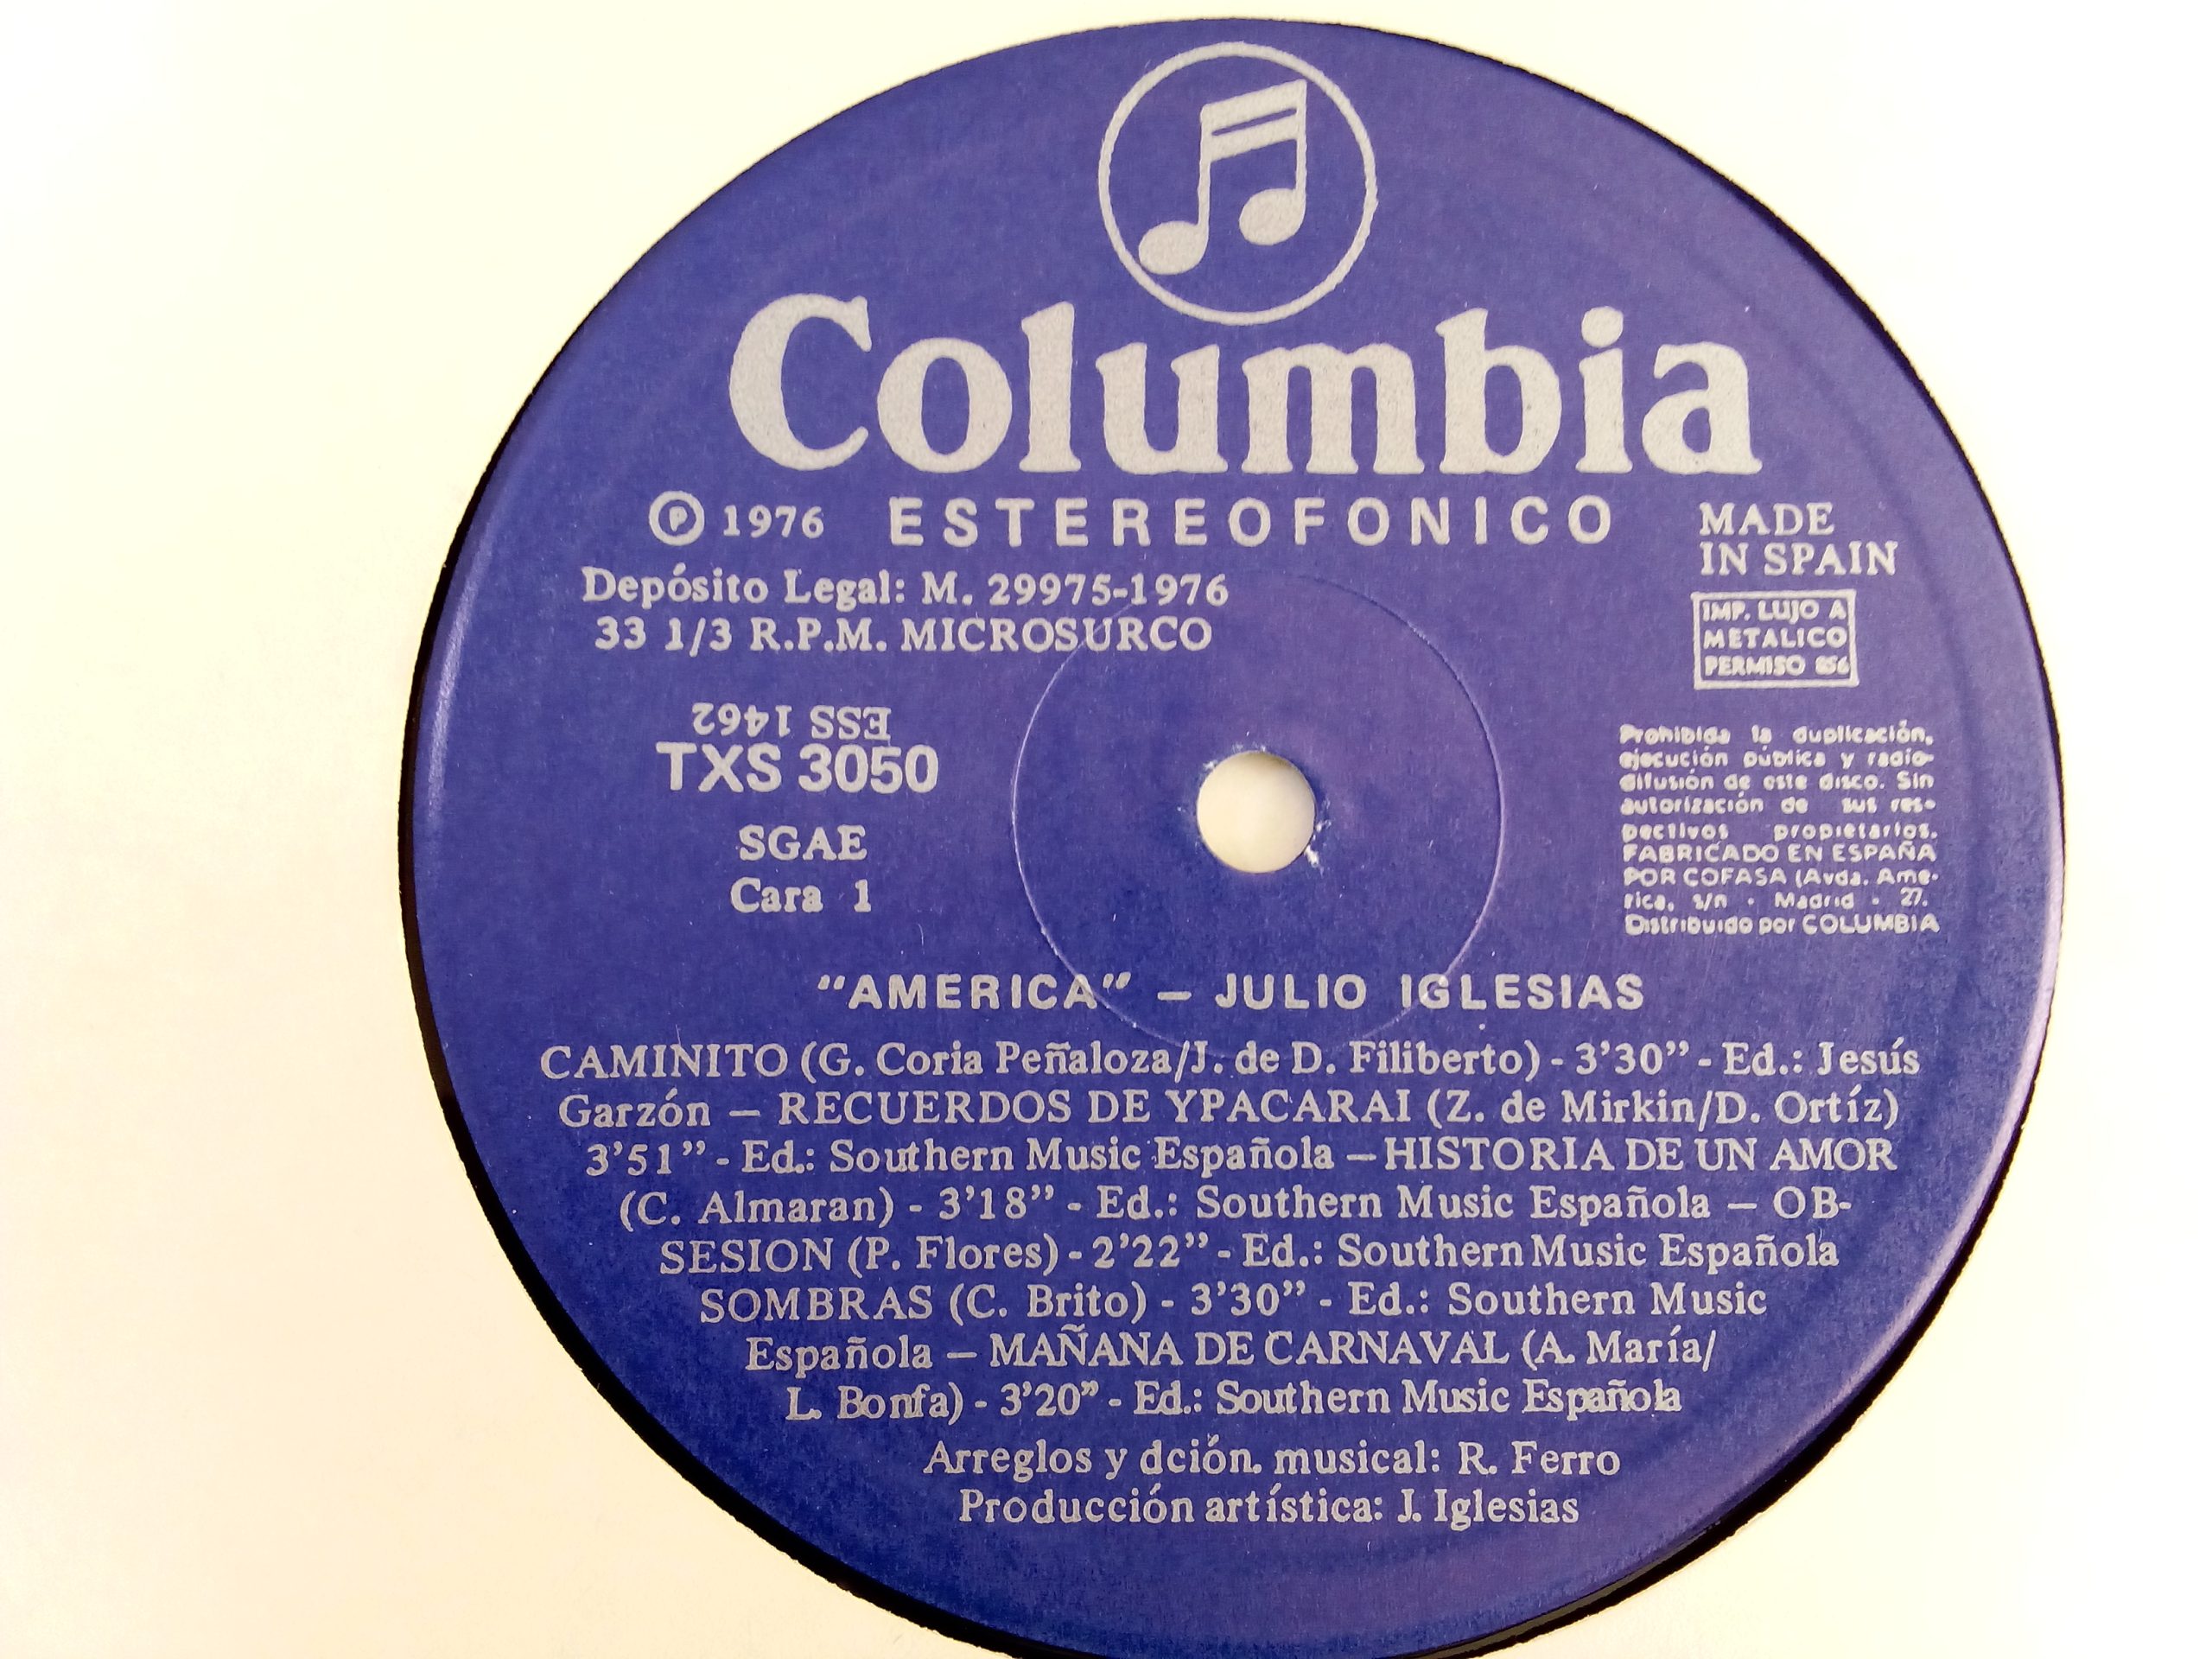 Columbia
Ⓟ 1976 ESTEREOFONICO
MADE
IN SPAIN
Depósito Legal: M. 29975-1976
33 1/3 R.P.M. MICROSURCO
IMP. LUJO A
METALICO
PERMISO 856
ESS 1462
TXS 3050
SGAE
Cara 1
Prohibida la duplicación,
ejecución pública y radio-
difusión de este disco. Sin
autorización de sus res-
pectivos propietarios.
FABRICADO EN ESPAÑA
POR COFASA (Avda. Ame-
rica, s/n - Madrid - 27.
Distribuido por COLUMBIA
"AMERICA" — JULIO IGLESIAS
CAMINITO (G. Coria Peñaloza/J. de D. Filiberto) - 3'30" - Ed.: Jesús
Garzón — RECUERDOS DE YPACARAI (Z. de Mirkin/D. Ortíz)
3'51" - Ed.: Southern Music Española — HISTORIA DE UN AMOR
(C. Almaran) - 3'18" - Ed.: Southern Music Española — OB-
SESION (P. Flores) - 2'22" - Ed.: Southern Music Española
SOMBRAS (C. Brito) - 3'30" - Ed.: Southern Music
Española — MAÑANA DE CARNAVAL (A. María/
L. Bonfa) - 3'20" - Ed.: Southern Music Española
Arreglos y dción. musical: R. Ferro
Producción artística: J. Iglesias